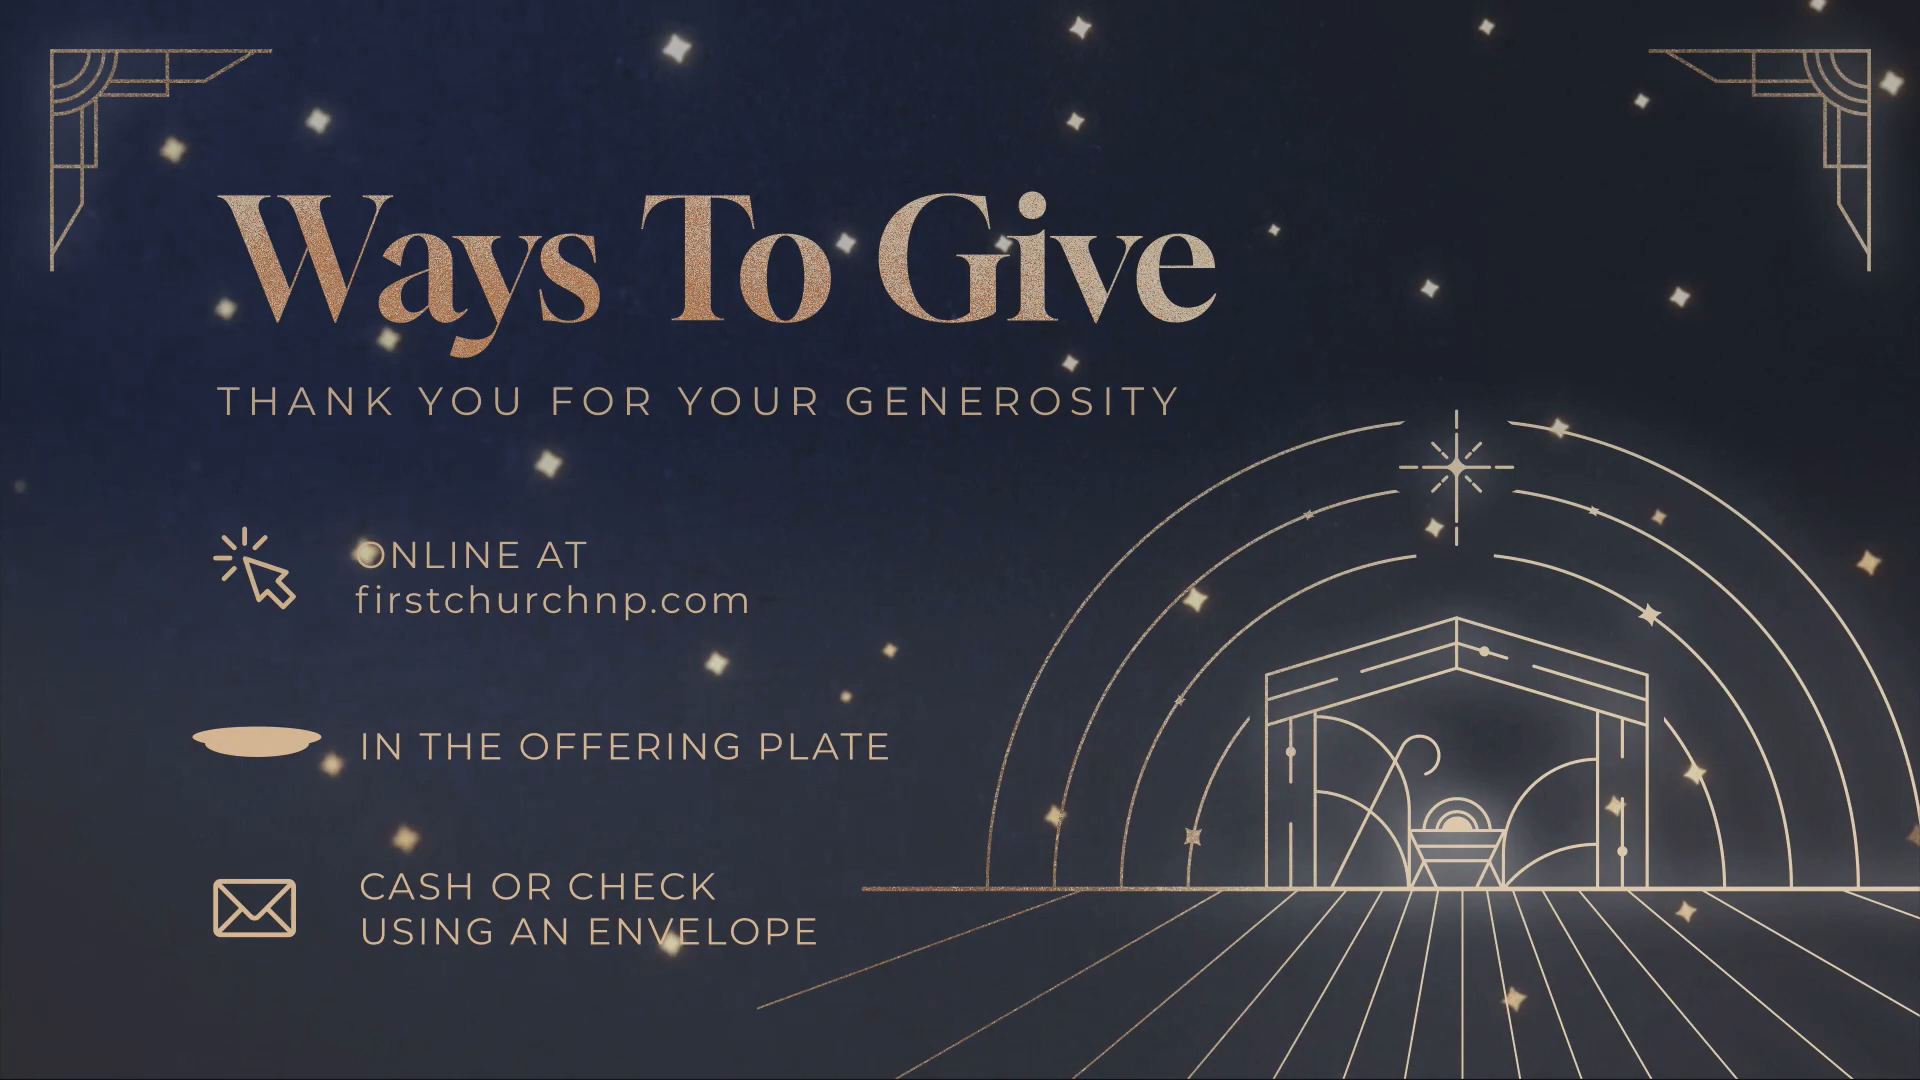 Ways To Give
THANK YOU FOR YOUR GENEROSITY
ONLINE AT
firstchurchnp.com
IN THE OFFERING PLATE
CASH OR CHECK
USING AN ENVELOPE